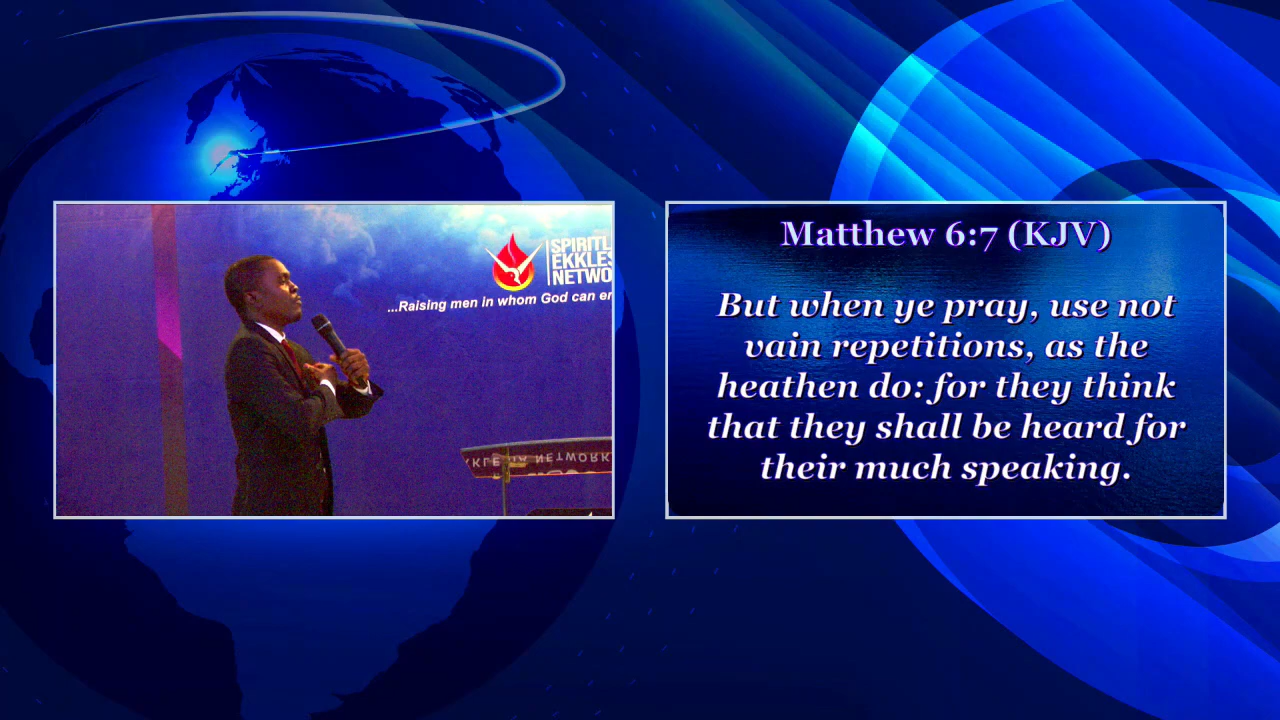 SPIRITL
EKKLES
NETWO
...Raising men in whom God can en
NETWORK
Matthew 6:7 (KJV)
But when ye pray, use not
vain repetitions, as the
heathen do: for they think
that they shall be heard for
their much speaking.